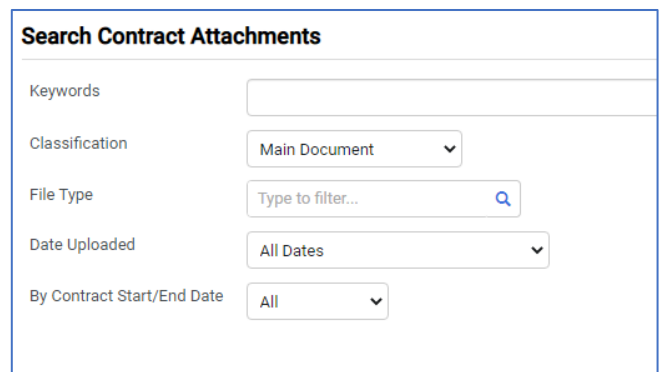 Search Contract Attachments
Keywords
Classification Main Document
File Type Type to filter...
Date Uploaded All Dates
By Contract Start/End Date All